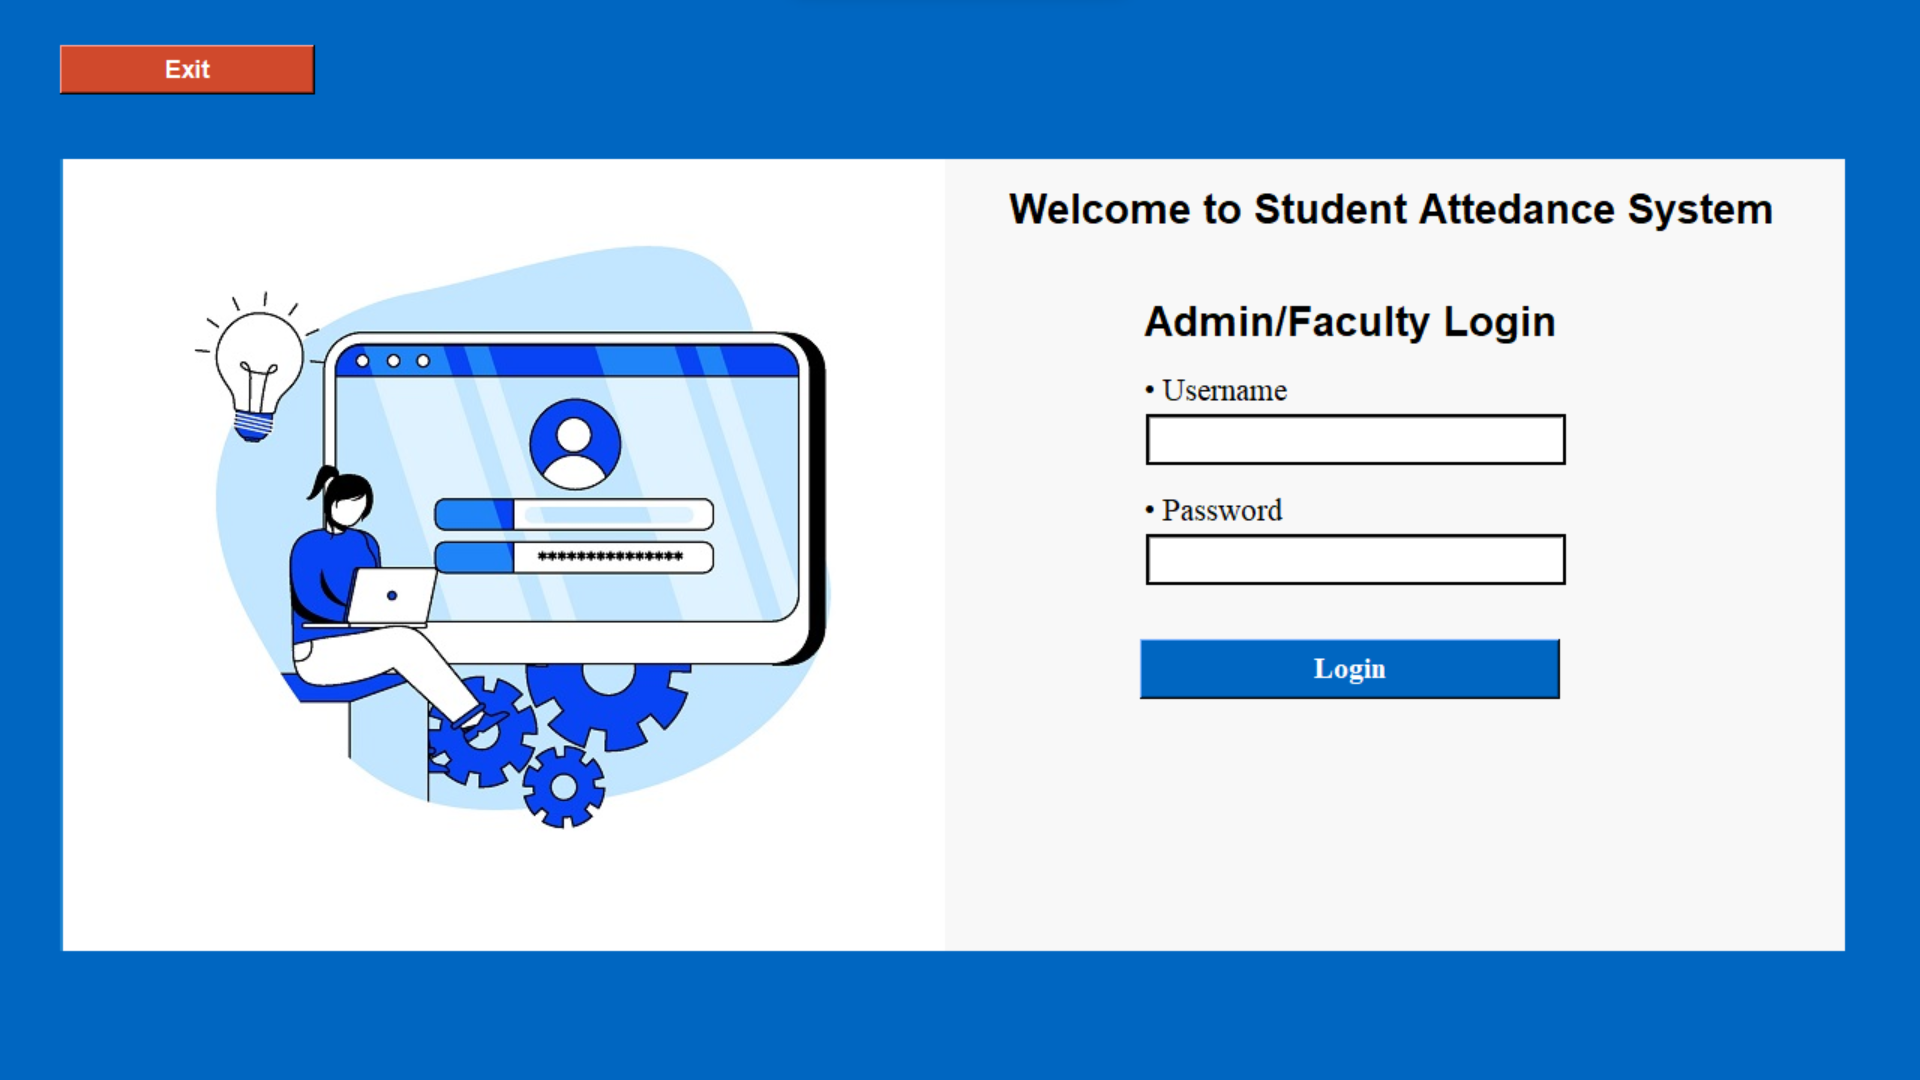 Exit
Welcome to Student Attedance System
Admin/Faculty Login
• Username
• Password
***************
Login